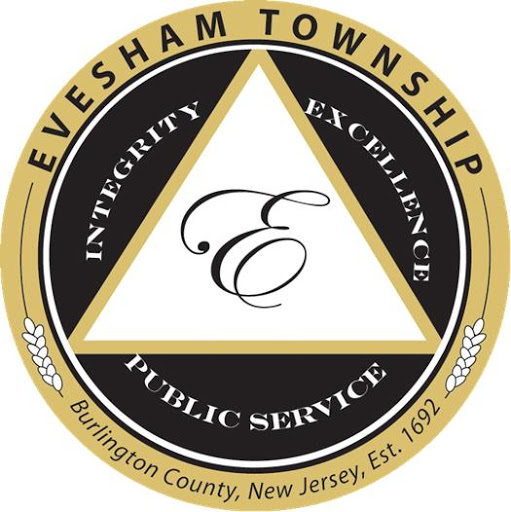 EVESHAM TOWNSHIP
INTEGRITY
EXCELLENCE
E
PUBLIC SERVICE
Burlington County, New Jersey, Est. 1692